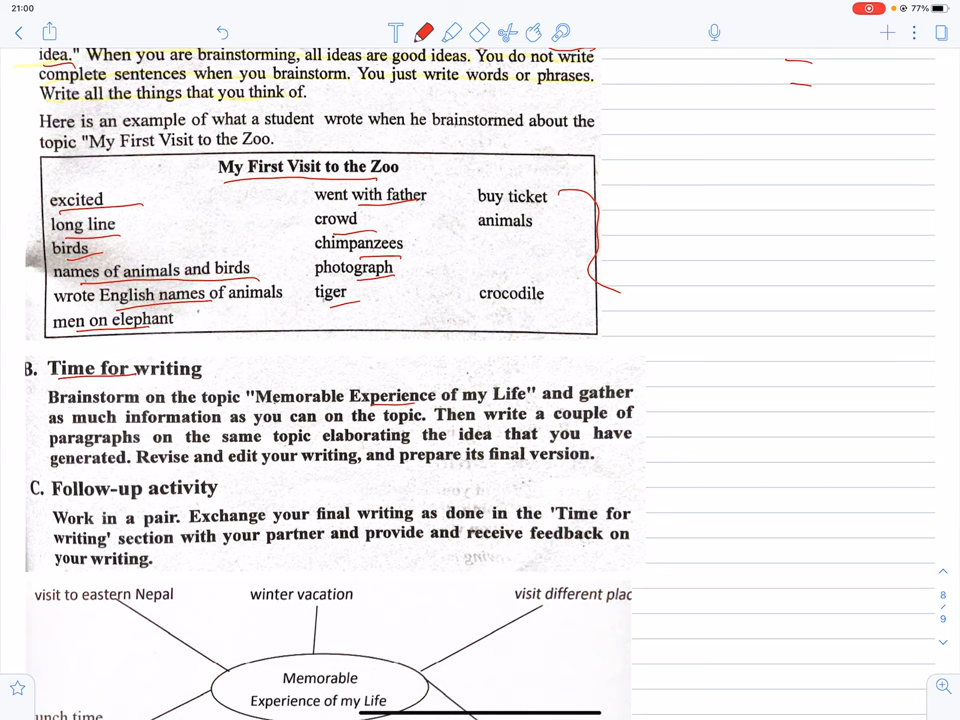 21:00
77%
idea." When you are brainstorming, all ideas are good ideas. You do not write
complete sentences when you brainstorm. You just write words or phrases.
Write all the things that you think of.
Here is an example of what a student wrote when he brainstormed about the
topic "My First Visit to the Zoo.
My First Visit to the Zoo
excited went with father buy ticket
long line crowd animals
birds chimpanzees
names of animals and birds photograph
wrote English names of animals tiger crocodile
men on elephant
B. Time for writing
Brainstorm on the topic "Memorable Experience of my Life" and gather
as much information as you can on the topic. Then write a couple of
paragraphs on the same topic elaborating the idea that you have
generated. Revise and edit your writing, and prepare its final version.
C. Follow-up activity
Work in a pair. Exchange your final writing as done in the 'Time for
writing' section with your partner and provide and receive feedback on
your writing.
visit to eastern Nepal winter vacation visit different plac
Memorable
Experience of my Life
unch time
8
/
9